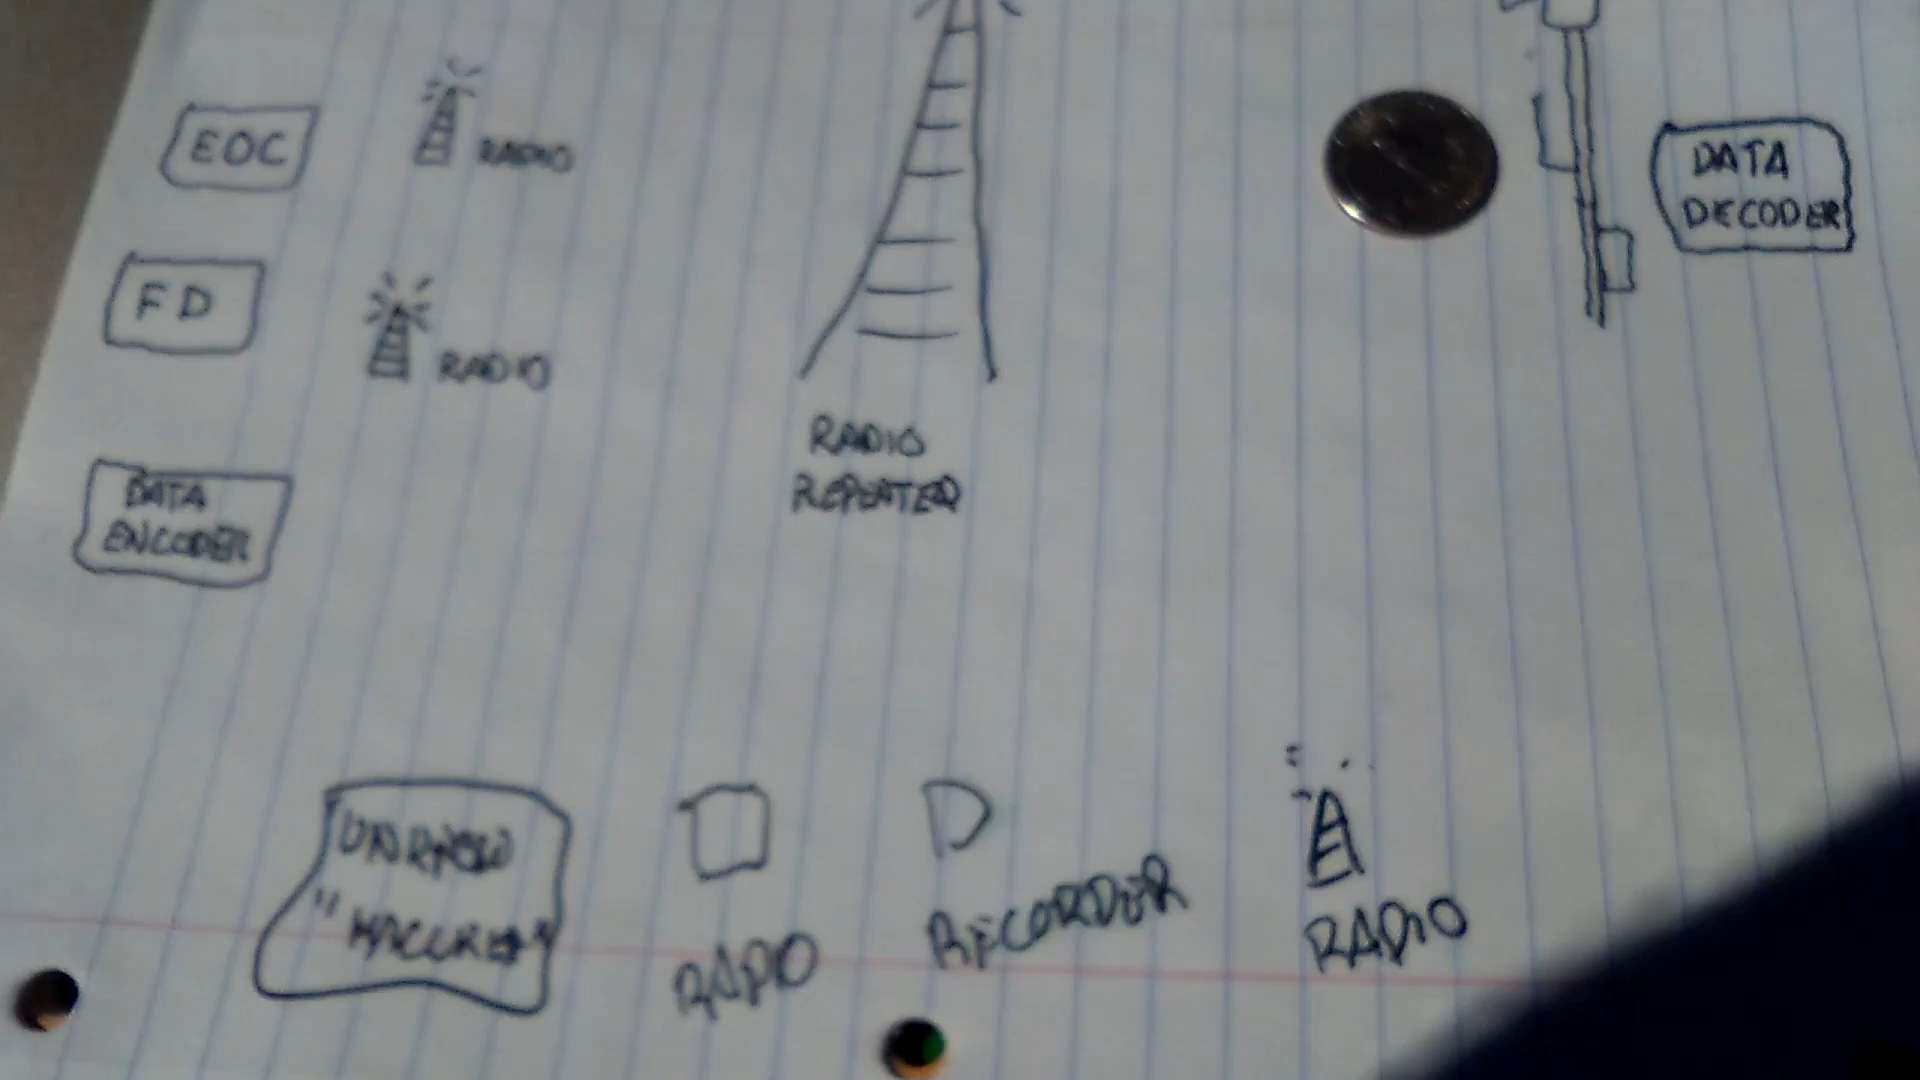 EOC
RADIO
FD
RADIO
DATA
ENCODER
RADIO
REPEATER
DATA
DECODER
RADIO
RECORDER
RADIO